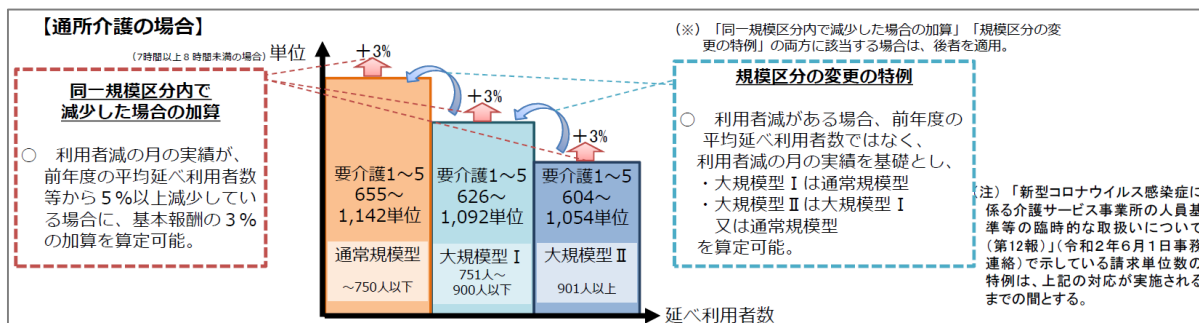 【通所介護の場合】
(7時間以上8時間未満の場合)
単位
同一規模区分内で
減少した場合の加算
○ 利用者減の月の実績が、
前年度の平均延べ利用者数
等から5%以上減少している
場合に、基本報酬の3%
の加算を算定可能。
+3%
+3%
+3%
要介護1~5
655~
1,142単位
通常規模型
~750人以下
要介護1~5
626~
1,092単位
大規模型Ⅰ
751人~
900人以下
要介護1~5
604~
1,054単位
大規模型Ⅱ
901人以上
延べ利用者数
(※)「同一規模区分内で減少した場合の加算」「規模区分の変
更の特例」の両方に該当する場合は、後者を適用。
規模区分の変更の特例
○ 利用者減がある場合、前年度の
平均延べ利用者数ではなく、
利用者減の月の実績を基礎とし、
・大規模型Ⅰは通常規模型
・大規模型Ⅱは大規模型Ⅰ
又は通常規模型
を算定可能。
注)「新型コロナウイルス感染症に
係る介護サービス事業所の人員基
準等の臨時的な取扱いについて
(第12報)」(令和2年6月1日事務
連絡)で示している請求単位数の
特例は、上記の対応が実施される
までの間とする。